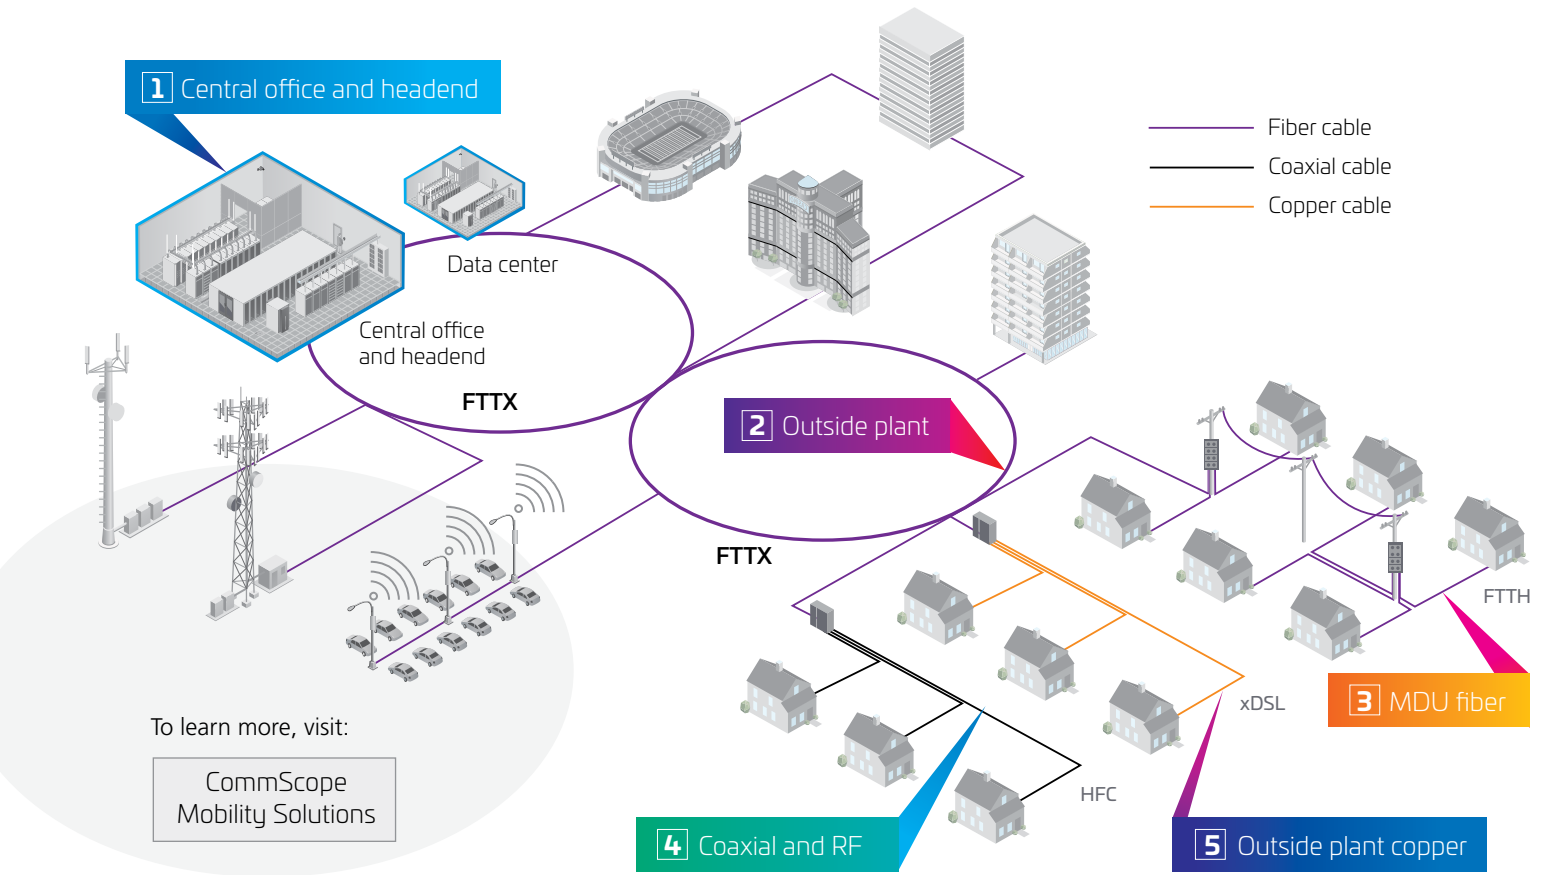 1 Central office and headend
Fiber cable
Coaxial cable
Copper cable
Data center
Central office
and headend
FTTX
2 Outside plant
FTTX
FTTH
3 MDU fiber
xDSL
HFC
To learn more, visit:
CommScope
Mobility Solutions
4 Coaxial and RF
5 Outside plant copper